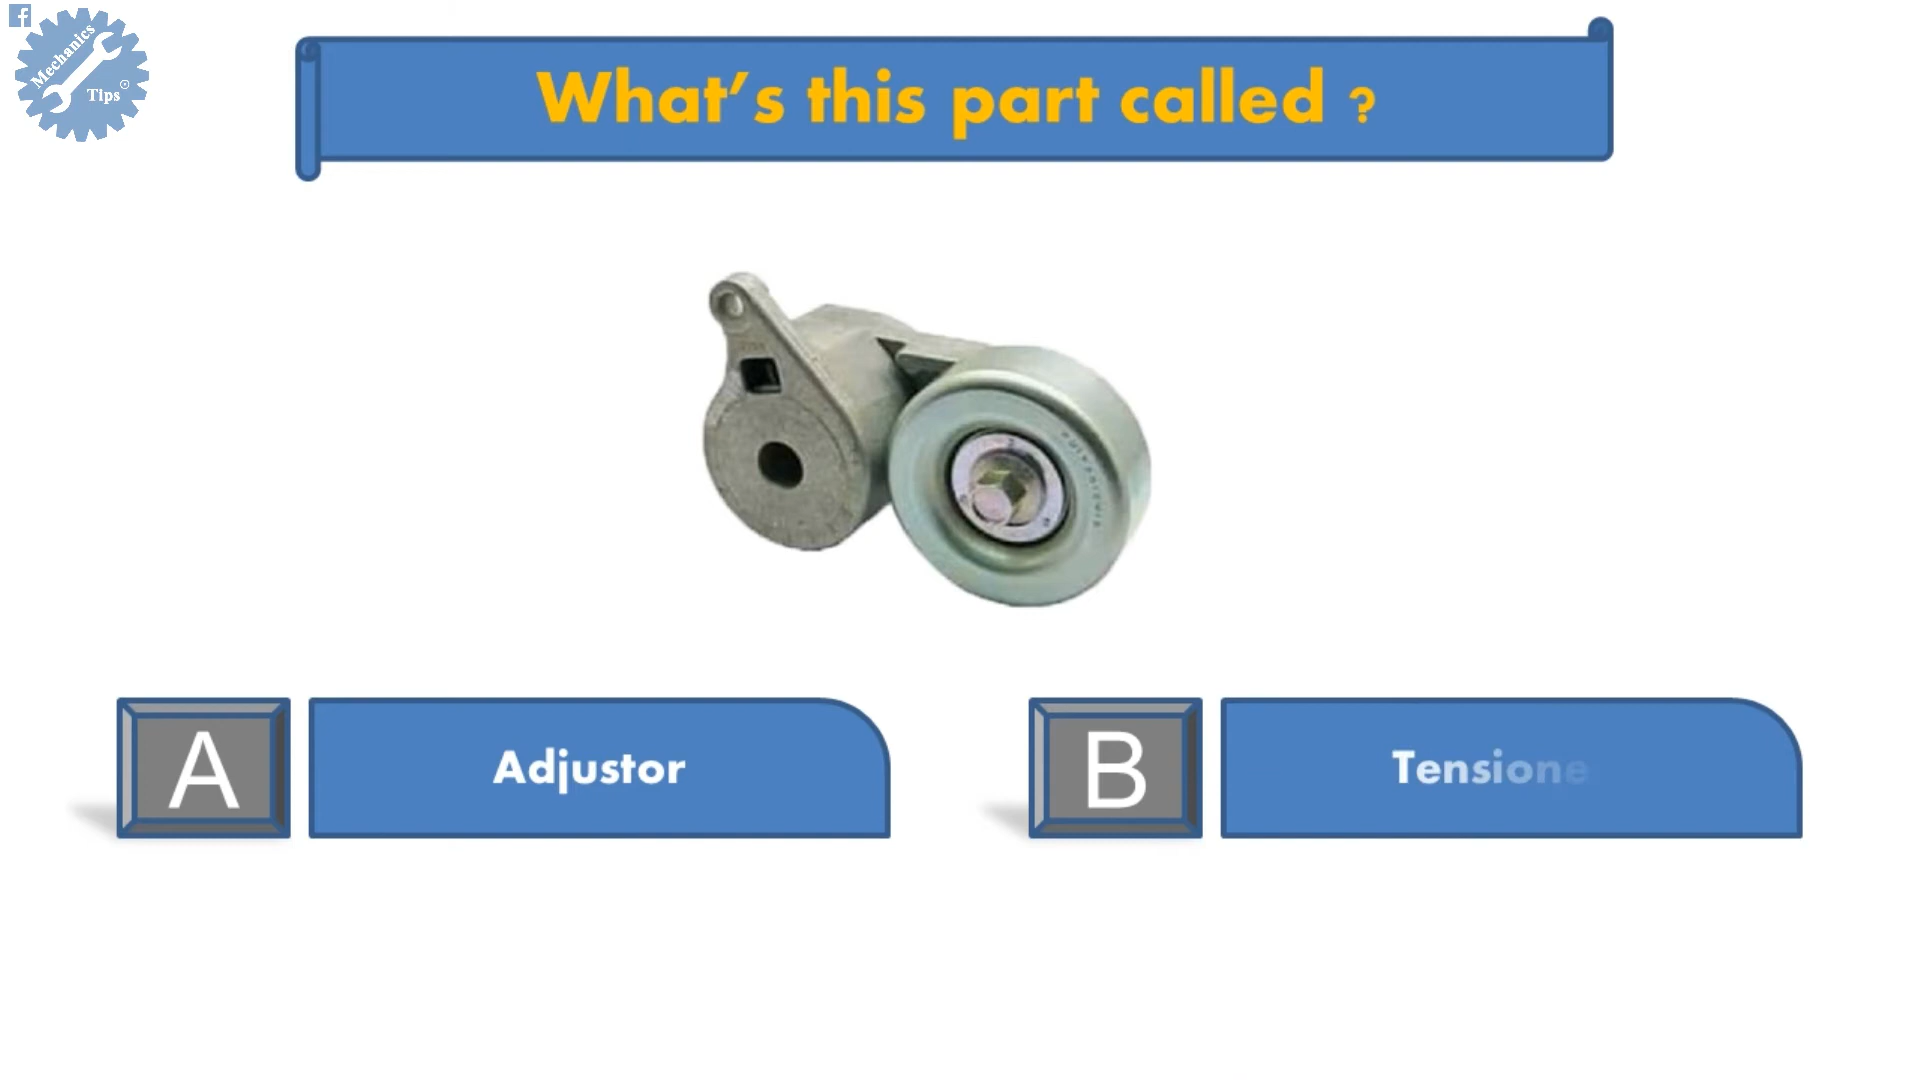 f
Mechanics
Tips
What's this part called ?
A
Adjustor
B
Tensione